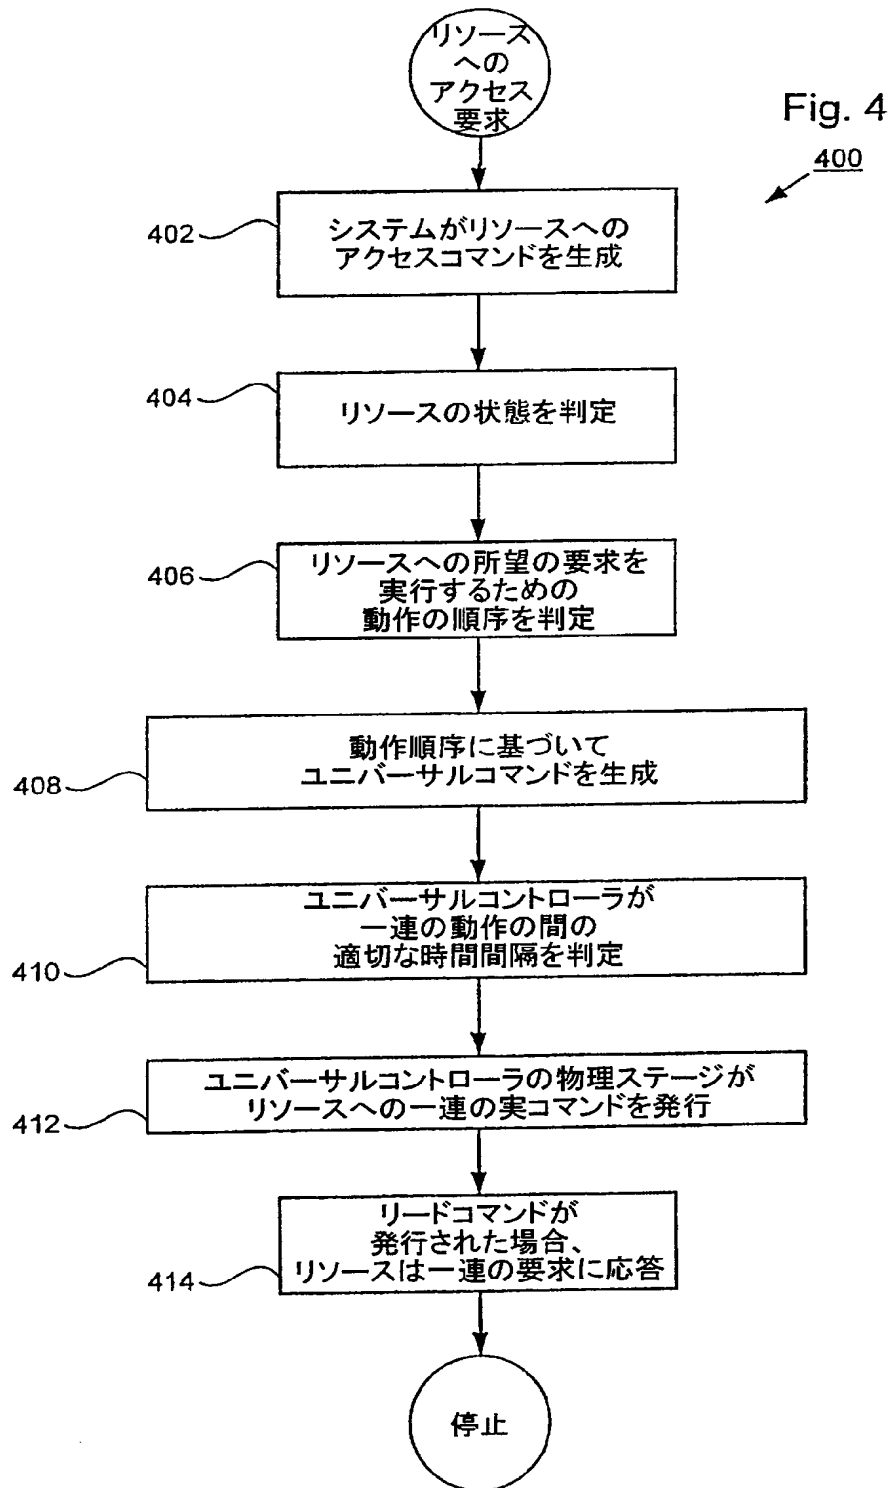 リソース
への
アクセス
要求
Fig. 4
400
402
システムがリソースへの
アクセスコマンドを生成
404
リソースの状態を判定
406
リソースへの所望の要求を
実行するための
動作の順序を判定
408
動作順序に基づいて
ユニバーサルコマンドを生成
410
ユニバーサルコントローラが
一連の動作の間の
適切な時間間隔を判定
412
ユニバーサルコントローラの物理ステージが
リソースへの一連の実コマンドを発行
414
リードコマンドが
発行された場合、
リソースは一連の要求に応答
停止